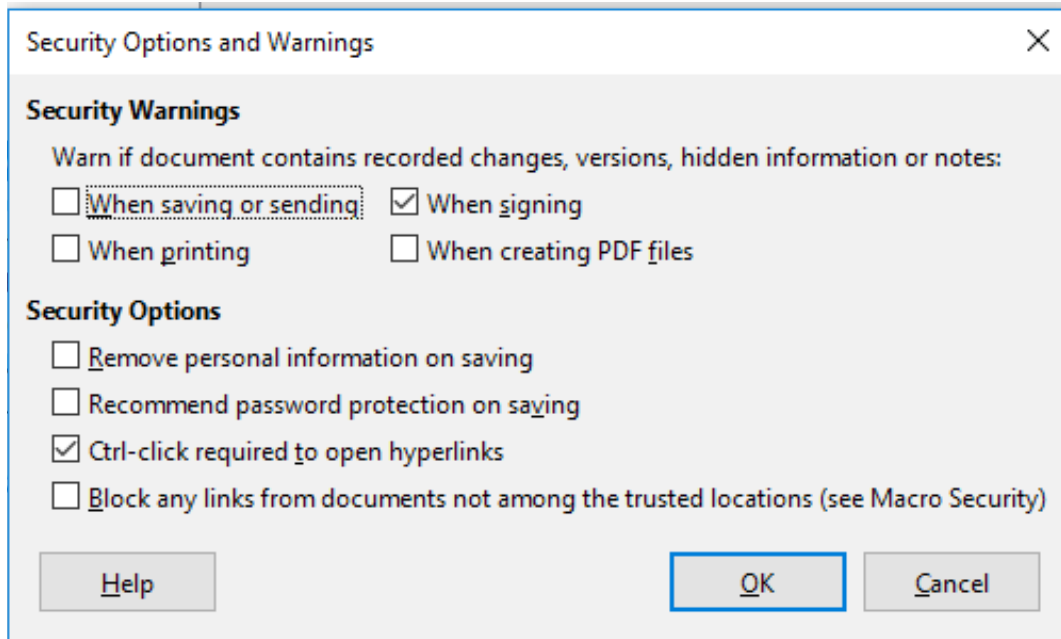 Security Options and Warnings
Security Warnings
Warn if document contains recorded changes, versions, hidden information or notes:
When saving or sending When signing
When printing When creating PDF files
Security Options
Remove personal information on saving
Recommend password protection on saving
Ctrl-click required to open hyperlinks
Block any links from documents not among the trusted locations (see Macro Security)
Help OK Cancel